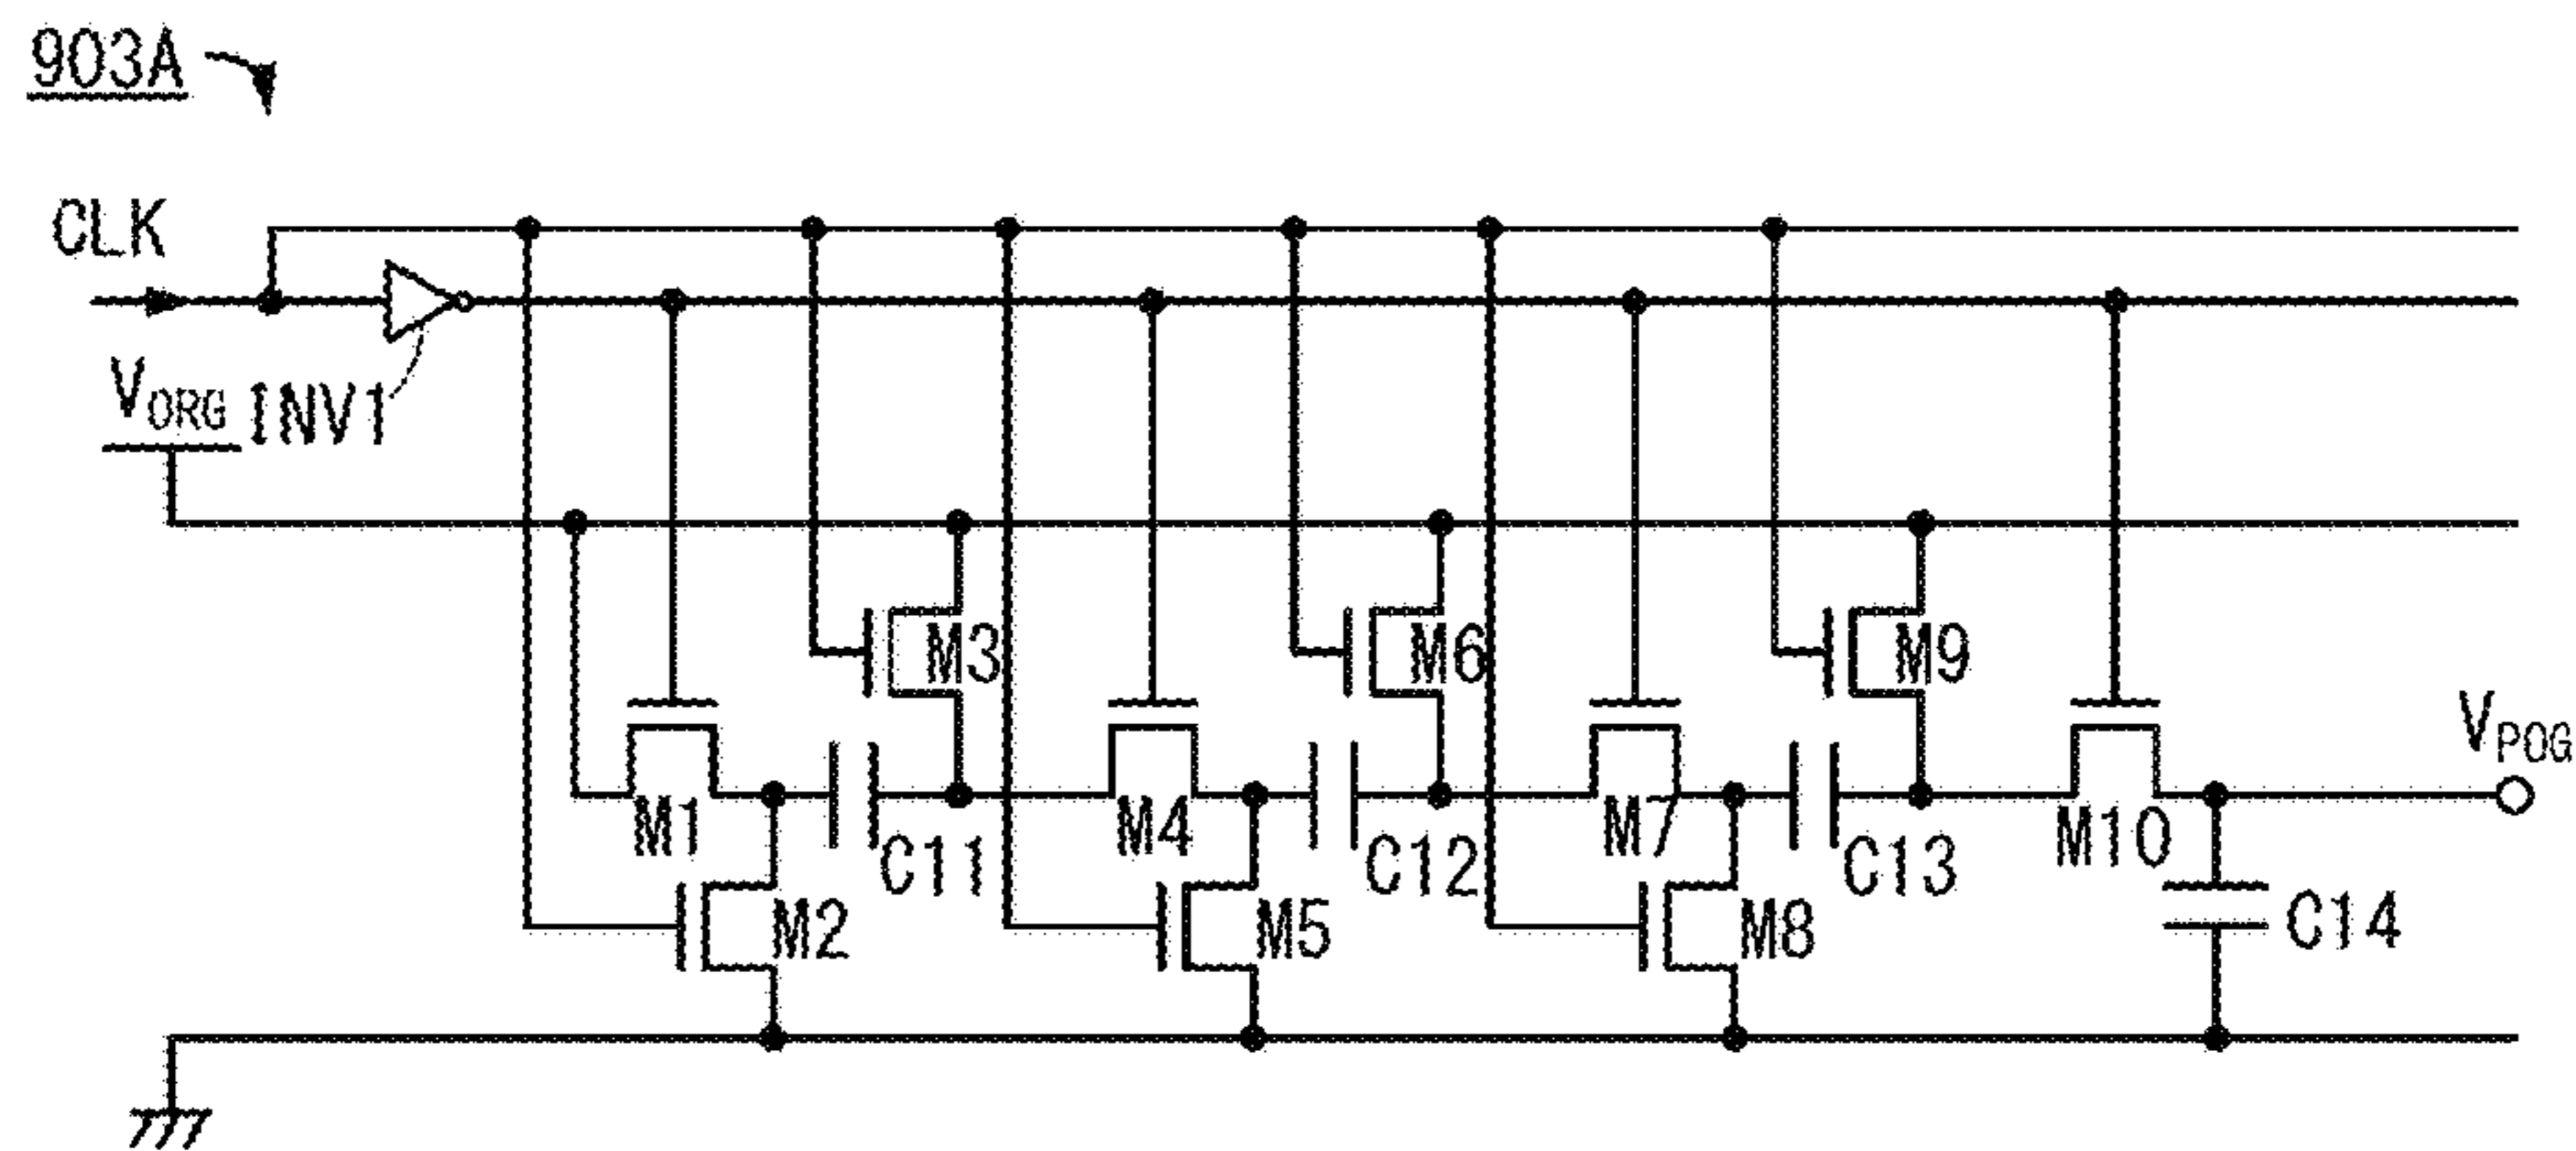 903A
CLK
VORG INV1
M3 M6 M9
VPOG
M1 M4 M7 M10
C11 C12 C13
M2 M5 M8 C14